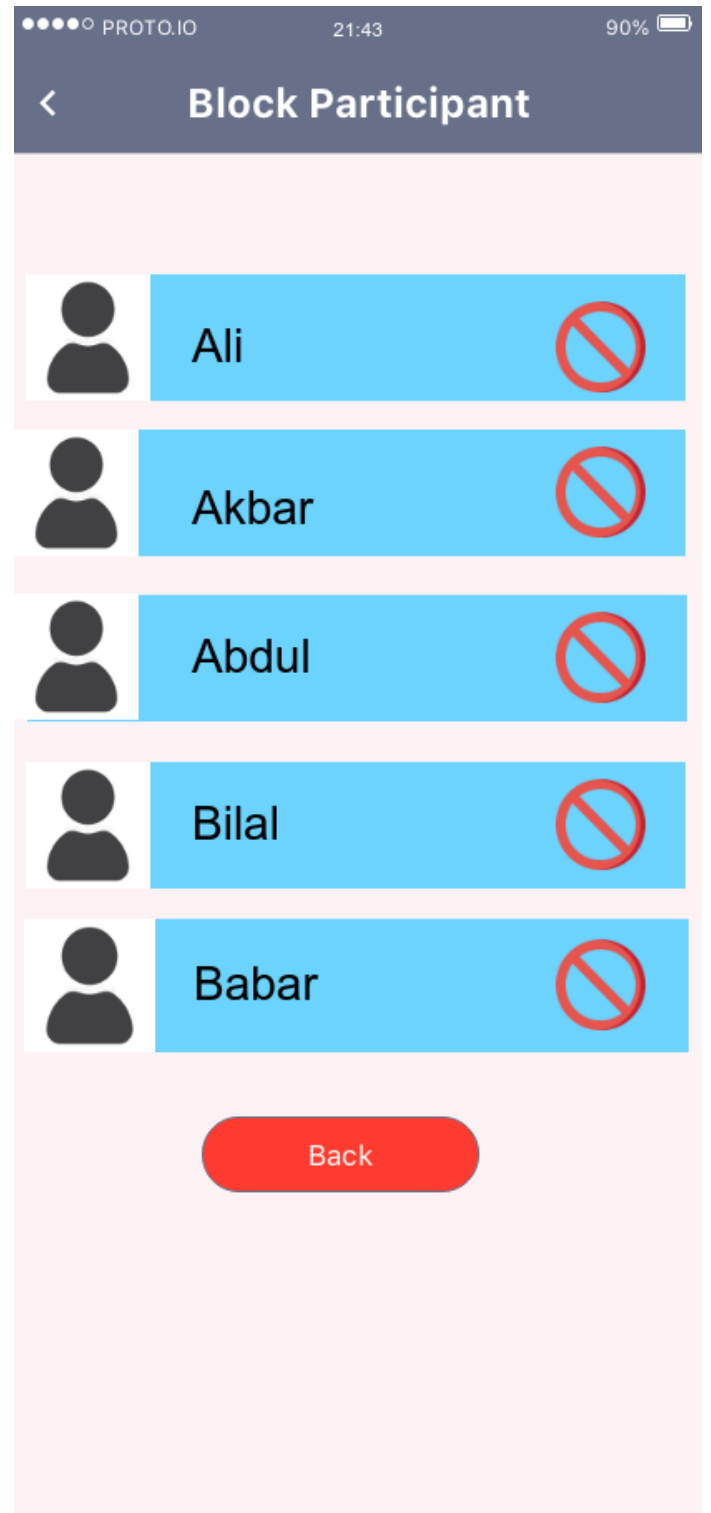 PROTO.IO 21:43 90%
Block Participant
Ali
Akbar
Abdul
Bilal
Babar
Back